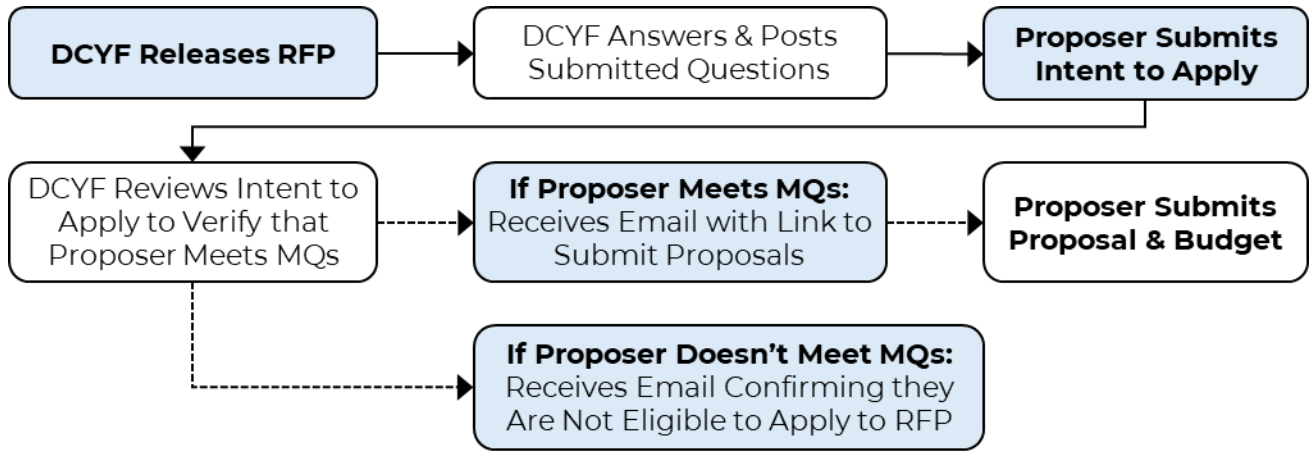 DCYF Releases RFP
DCYF Answers & Posts
Submitted Questions
Proposer Submits
Intent to Apply
DCYF Reviews Intent to
Apply to Verify that
Proposer Meets MQs
If Proposer Meets MQs:
Receives Email with Link to
Submit Proposals
Proposer Submits
Proposal & Budget
If Proposer Doesn’t Meet MQs:
Receives Email Confirming they
Are Not Eligible to Apply to RFP